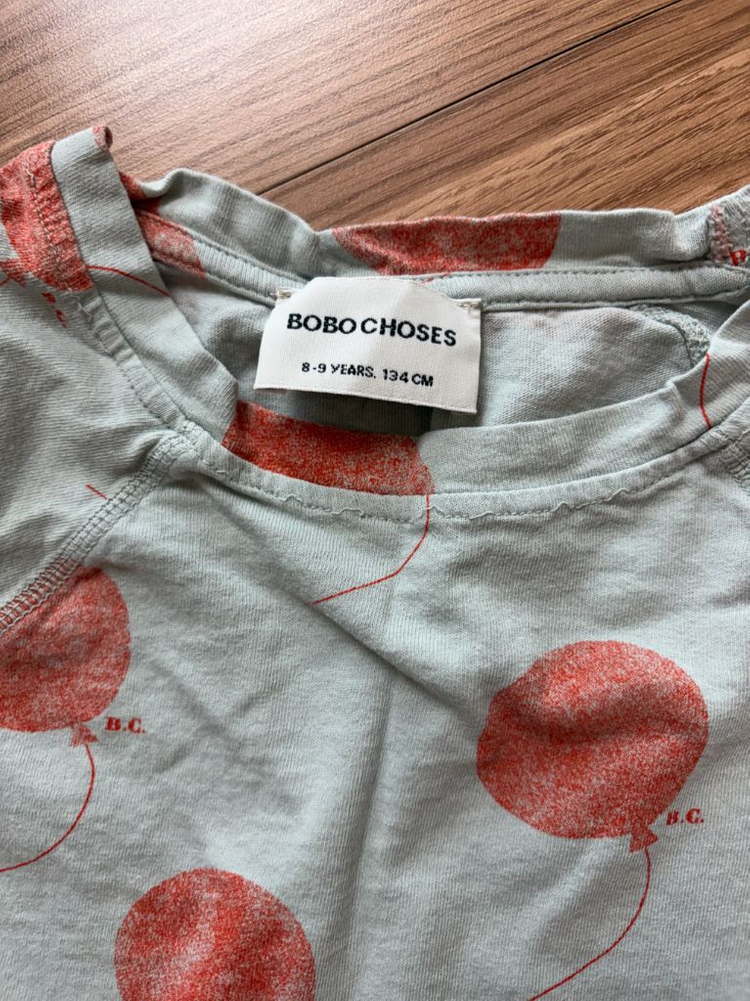 BOBO CHOSES
8-9 YEARS. 134 CM
B.C.
B.C.